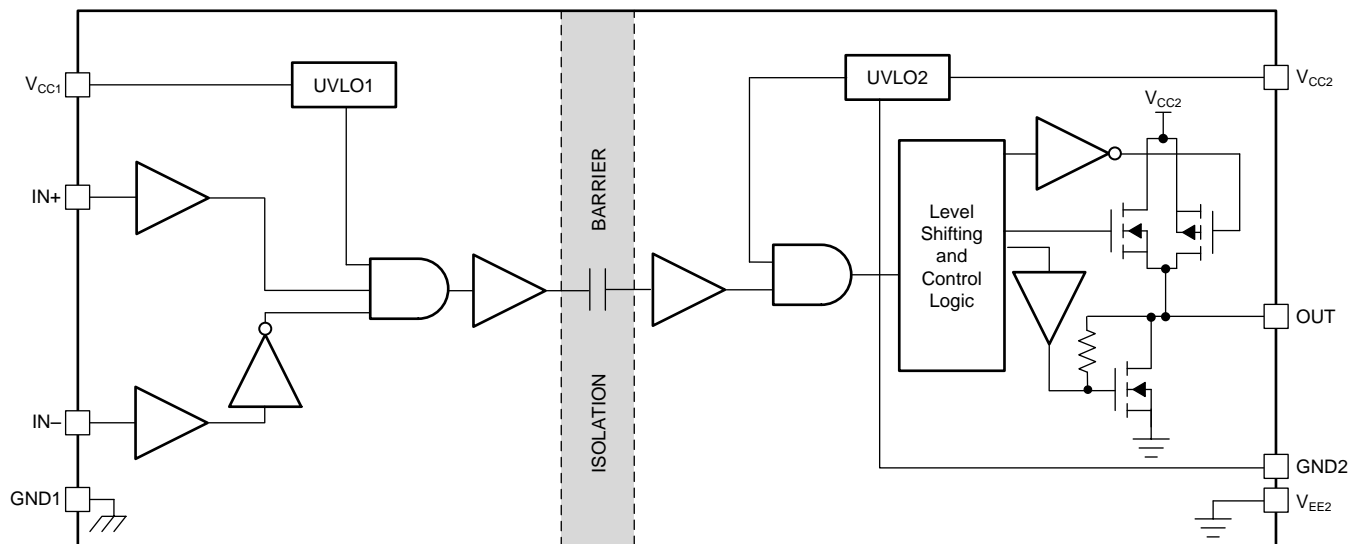 VCC1
UVLO1
UVLO2
VCC2
VCC2
IN+
BARRIER
Level
Shifting
and
Control
Logic
OUT
IN–
ISOLATION
GND2
GND1
VEE2